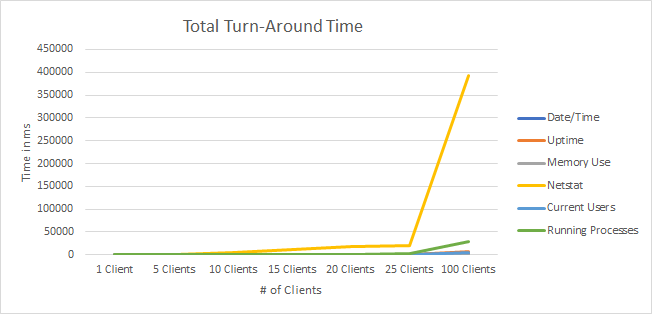 Total Turn-Around Time
450000
400000
350000
300000
250000
200000
150000
100000
50000
0
Time in ms
1 Client 5 Clients 10 Clients 15 Clients 20 Clients 25 Clients 100 Clients
# of Clients
Date/Time
Uptime
Memory Use
Netstat
Current Users
Running Processes